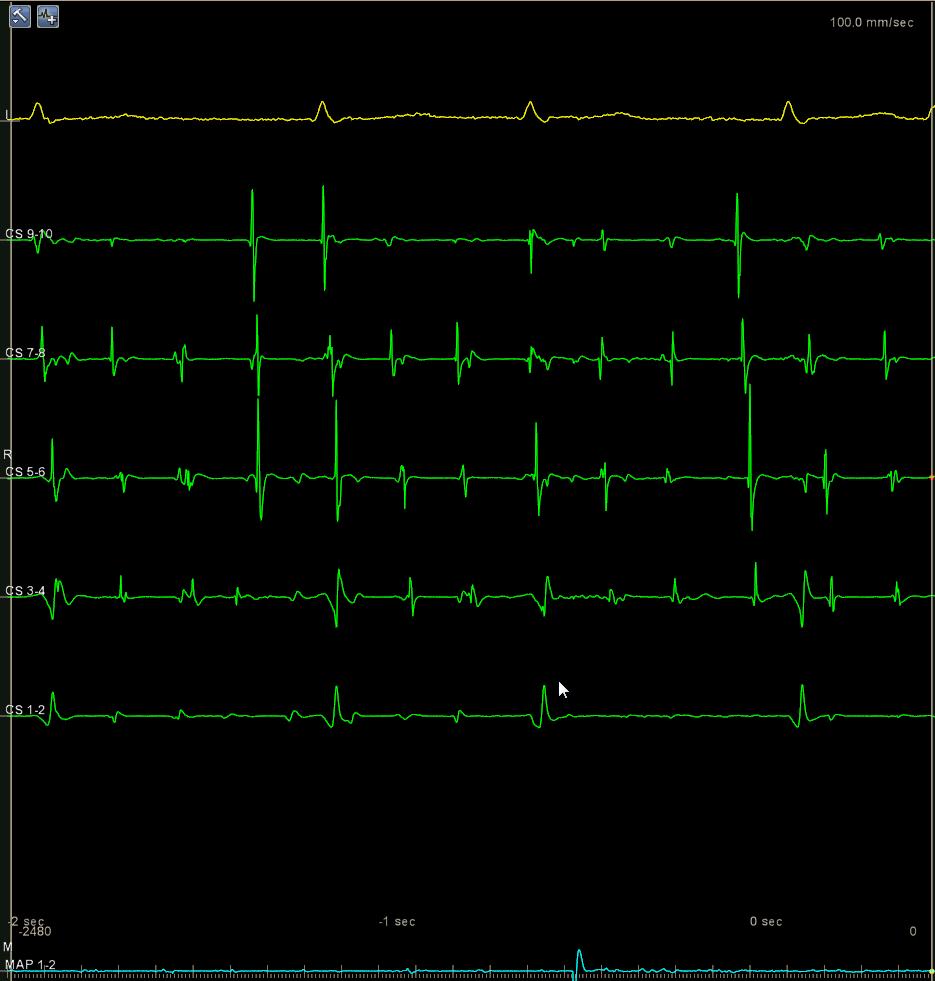 100.0 mm/sec
CS 9-10
CS 7-8
R
CS 5-6
CS 3-4
CS 1-2
-2 sec
-1 sec
0 sec
-2480
0
M
MAP 1-2